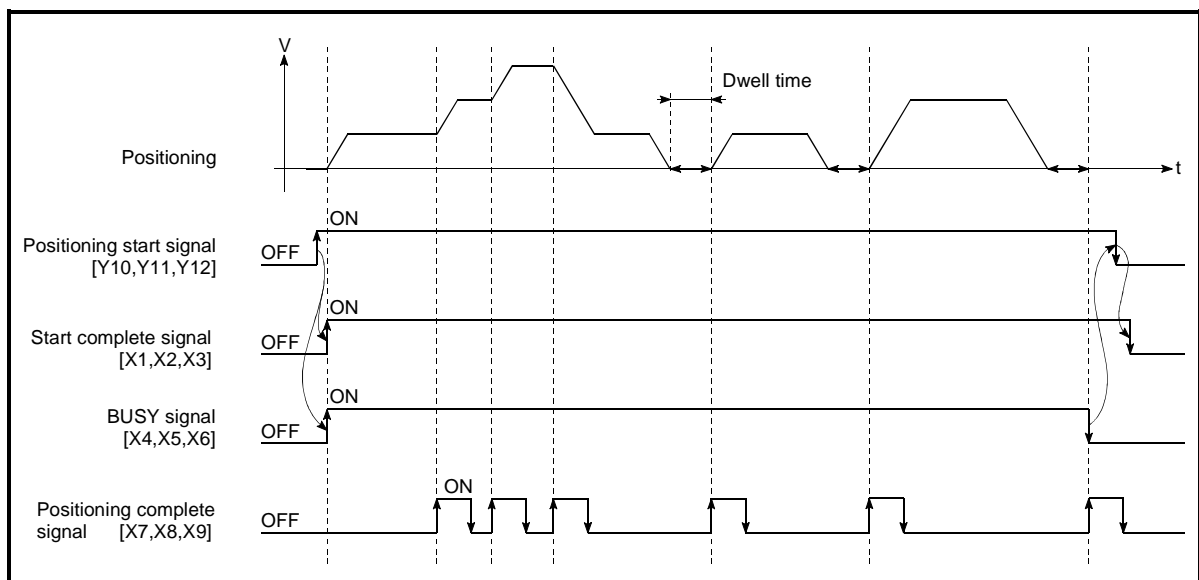 V
Dwell time
Positioning
t
ON
Positioning start signal
[Y10,Y11,Y12]
OFF
ON
Start complete signal
[X1,X2,X3]
OFF
ON
BUSY signal
[X4,X5,X6]
OFF
ON
Positioning complete
signal [X7,X8,X9]
OFF